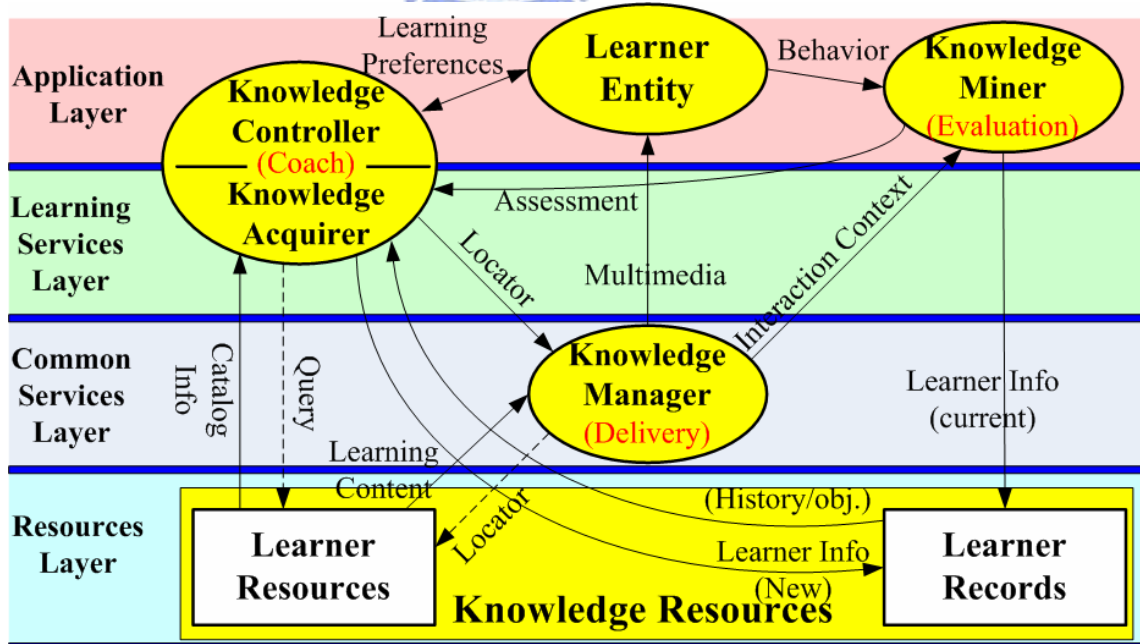 Application
Layer
Learning
Preferences
Knowledge
Controller
(Coach)
Knowledge
Acquirer
Learner
Entity
Behavior
Knowledge
Miner
(Evaluation)
Learning
Services
Layer
Assessment
Locator
Multimedia
Interaction Context
Common
Services
Layer
Catalog
Info
Query
Knowledge
Manager
(Delivery)
Learner Info
(current)
Learning
Content
Locator
Resources
Layer
Learner
Resources
(History/obj.)
Learner Info
(New)
Learner
Records
Knowledge Resources